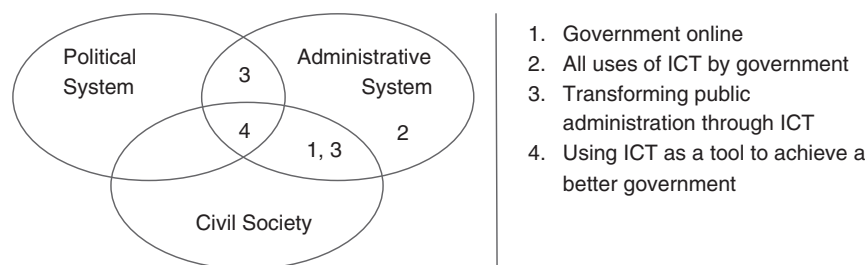 Political
System
Administrative
System
3
4
1, 3
2
Civil Society
1. Government online
2. All uses of ICT by government
3. Transforming public
administration through ICT
4. Using ICT as a tool to achieve a
better government